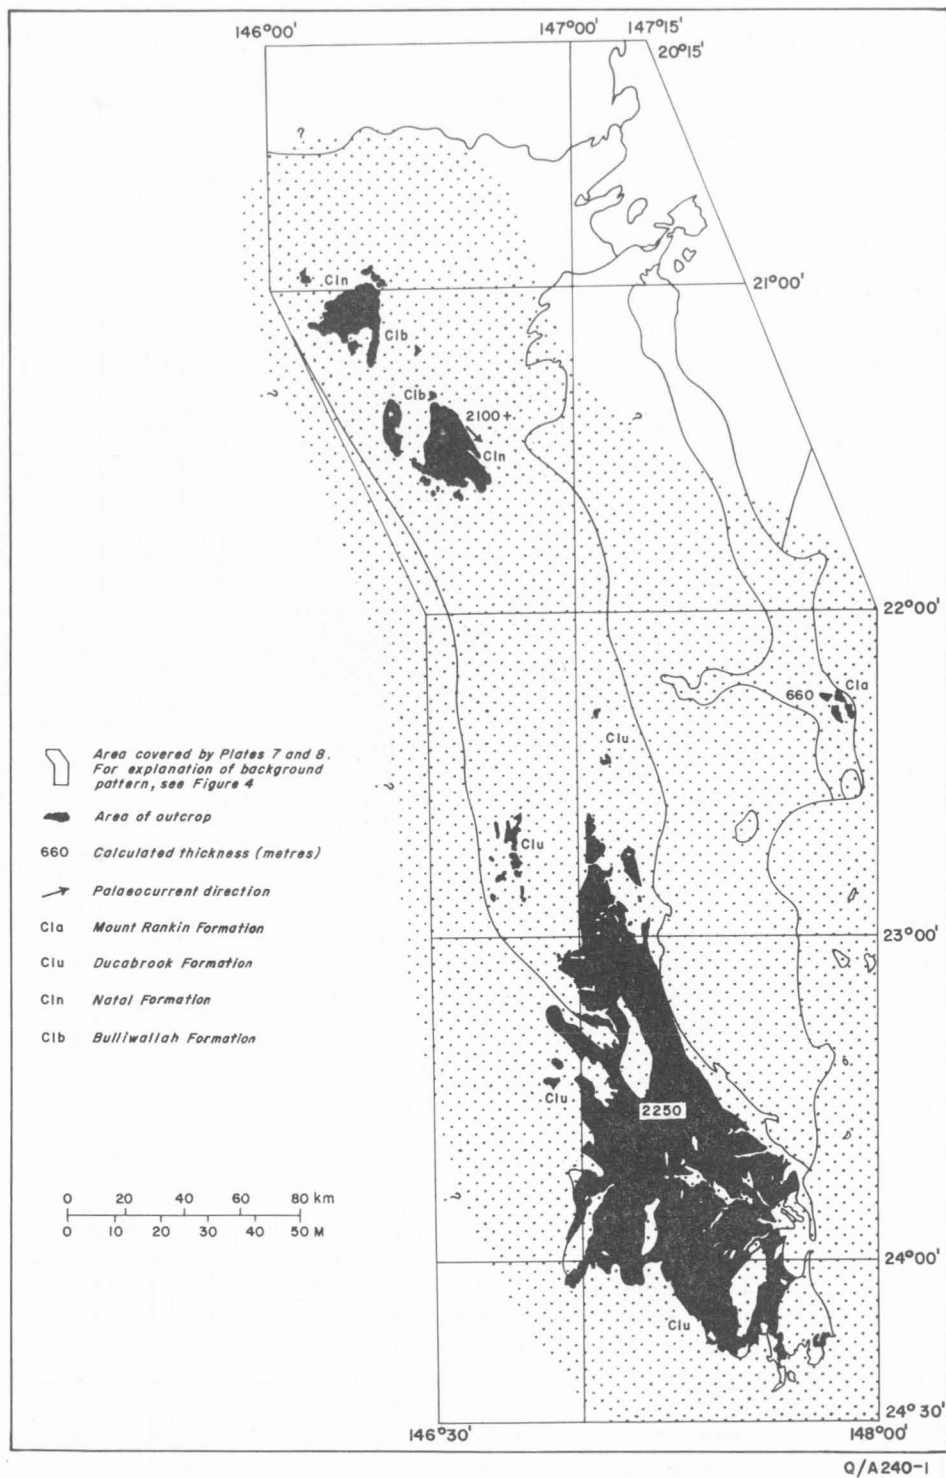 146°00'
147°00'
147°15'
20°15'
?
Cln
21°00'
Clb
?
Clb
2100+
?
Cln
22°00'
Cla
660
Clu
Area covered by Plates 7 and 8.
For explanation of background
pattern, see Figure 4
?
Area of outcrop
660 Calculated thickness (metres)
Clu
Palaeocurrent direction
Cla Mount Rankin Formation
23°00'
Clu Ducabrook Formation
Cln Natal Formation
Clb Bulliwallah Formation
Clu
2250
0 20 40 60 80 km
0 10 20 30 40 50 M
?
24°00'
Clu
24°30'
146°30'
148°00'
Q/A240-1